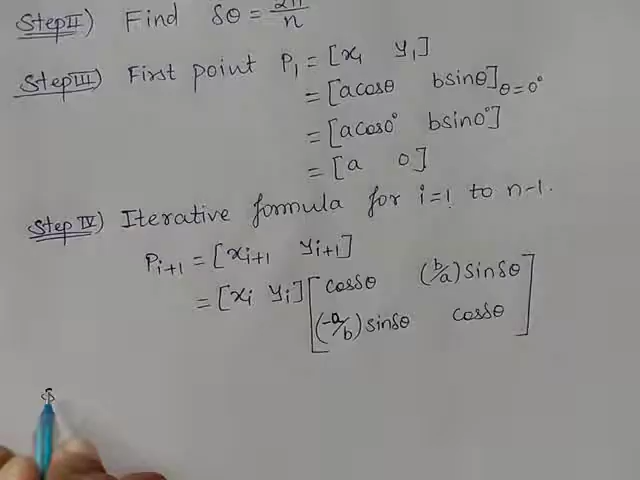 Step II) Find δθ = 2π/n
Step III) First point P₁ = [x₁ y₁]
= [acosθ bsinθ]θ=0°
= [acos0° bsin0°]
= [a 0]
Step IV) Iterative formula for i=1 to n-1.
Pᵢ₊₁ = [xᵢ₊₁ yᵢ₊₁]
= [xᵢ yᵢ] [cosδθ (b/a) sinδθ
(-a/b) sinδθ cosδθ]